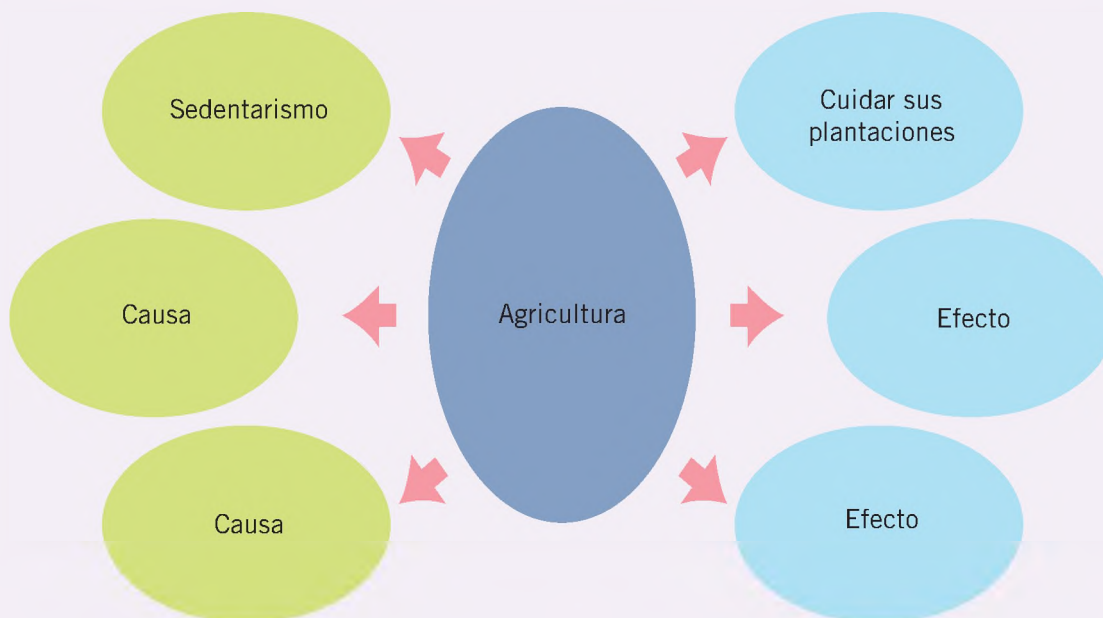 Sedentarismo
Cuidar sus
plantaciones
Causa
Agricultura
Efecto
Causa
Efecto